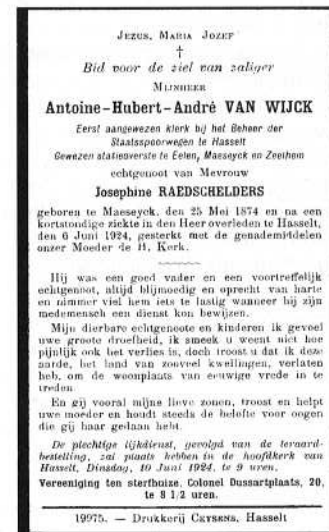 Jezus, Maria Jozef
†
Bid voor de ziel van zaliger
Mijnheer
Antoine-Hubert-André VAN WIJCK
Eerst aangewezen klerk bij het Beheer der
Staatsspoorwegen te Hasselt
Gewezen statieoverste te Eelen, Maeseyck en Zeelhem
echtgenoot van Mevrouw
Josephine RAEDSCHELDERS
geboren te Maeseyck, den 25 Mei 1874 en na een
kortstondige ziekte in den Heer overleden te Hasselt,
den 6 Juni 1924, gesterkt met de genademiddelen
onzer Moeder de H. Kerk.
Hij was een goed vader en een voortreffelijk
echtgenoot, altijd blijmoedig en oprecht van harte
en nimmer viel hem iets te lastig wanneer hij zijn
medemensch een dienst kon bewijzen.
Mijn dierbare echtgenoote en kinderen ik gevoel
uwe groote droefheid, ik smeek u weent niet hoe
pijnlijk ook het verlies is, doch troost u dat ik deze
aarde, het land van zooveel kwellingen, verlaten
heb, om de woonplaats van eeuwige vrede in te
treden.
En gij vooral mijne lieve zonen, troost en helpt
uwe moeder en houdt steeds de belofte voor oogen
die gij haar gedaan hebt.
De plechtige lijkdienst, gevolgd van de teraard-
bestelling, zal plaats hebben in de hoofdkerk van
Hasselt, Dinsdag, 10 Juni 1924, te 9 uren.
Vereeniging ten sterfhuize, Colonel Dussartplaats, 20,
te 8 1/2 uren.
19975. — Drukkerij Ceysens, Hasselt